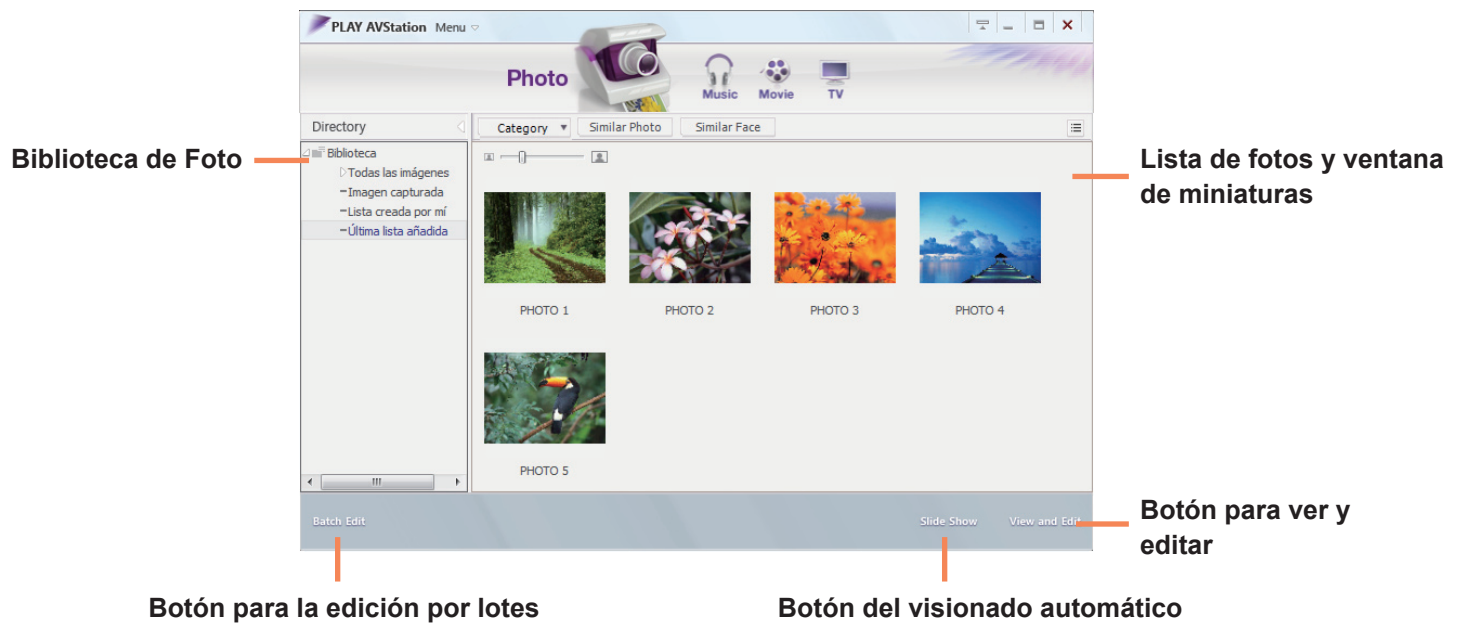 PLAY AVStation Menu
Photo
Music Movie TV
Directory
Category Similar Photo Similar Face
Biblioteca de Foto
Biblioteca
Todas las imágenes
Imagen capturada
Lista creada por mí
Última lista añadida
Lista de fotos y ventana
de miniaturas
PHOTO 1 PHOTO 2 PHOTO 3 PHOTO 4
PHOTO 5
Batch Edit Slide Show View and Edit
Botón para ver y
editar
Botón para la edición por lotes
Botón del visionado automático